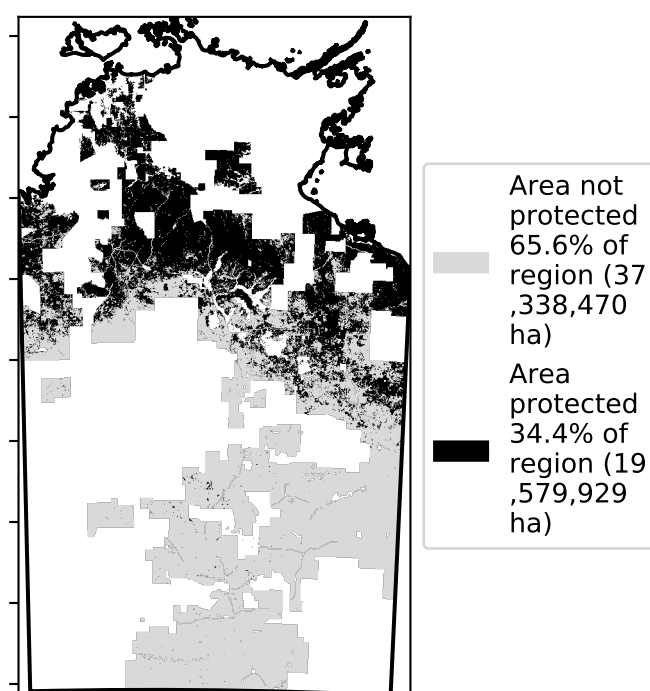 Area not
protected
65.6% of
region (37
,338,470
ha)
Area
protected
34.4% of
region (19
,579,929
ha)